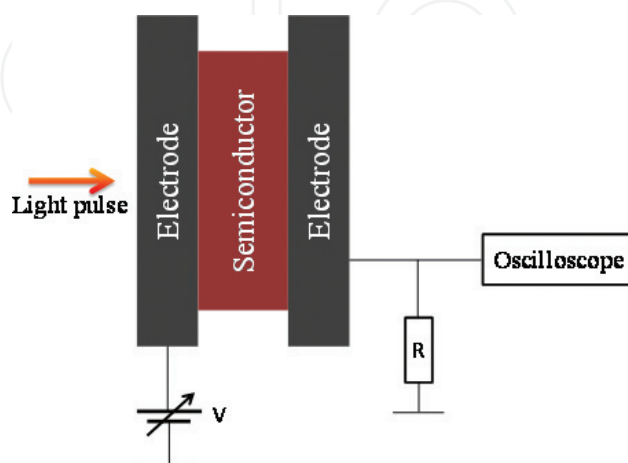 Electrode
Semiconductor
Electrode
Light pulse
Oscilloscope
R
V